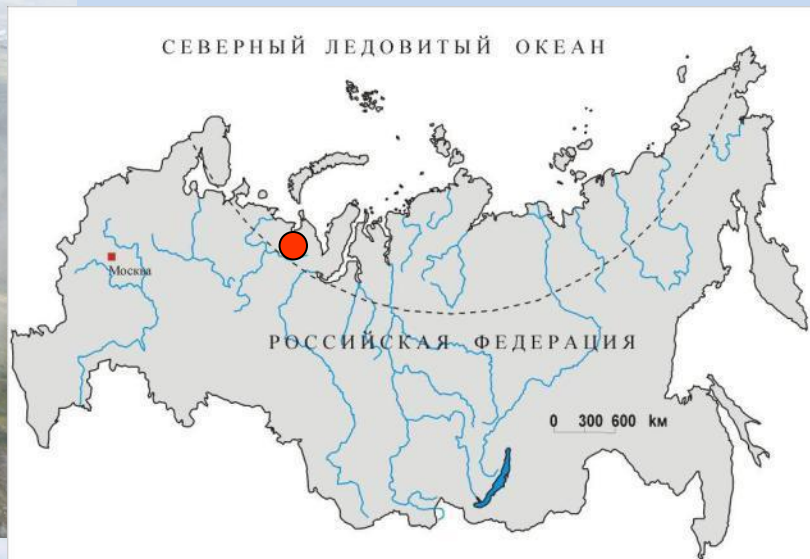 СЕВЕРНЫЙ ЛЕДОВИТЫЙ ОКЕАН
Москва
РОССИЙСКАЯ ФЕДЕРАЦИЯ
0 300 600 км